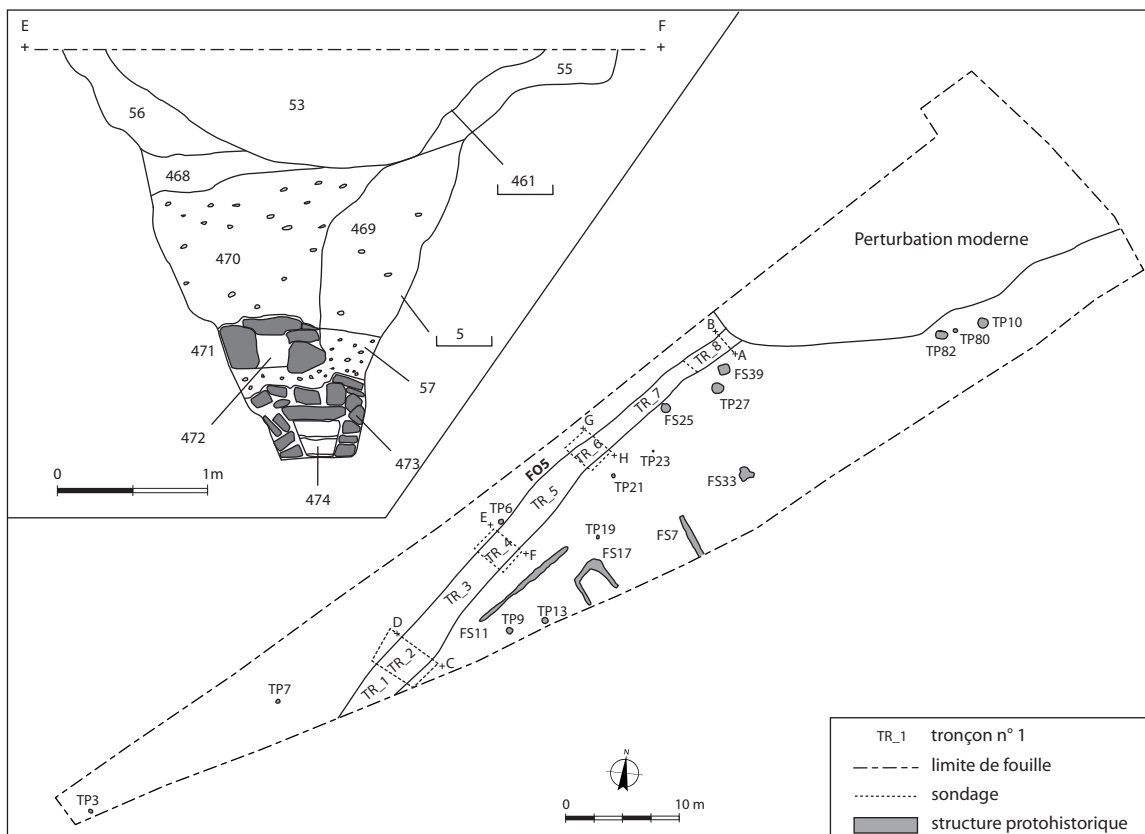 E
F
53
55
56
461
468
469
470
5
471
57
472
473
474
0 1m
Perturbation moderne
TP10
TP80
TP82
B
A
TR_8
FS39
TP27
TR_7
FS25
G
TR_6
H
TP23
FS33
FO5
TP21
TR_5
TP6
E
TR_4
F
TP19
FS17
FS7
TR_3
FS11
TP9
TP13
D
TR_2
C
TR_1
TP7
TP3
N
0 10 m
TR_1 tronçon n° 1
limite de fouille
sondage
structure protohistorique